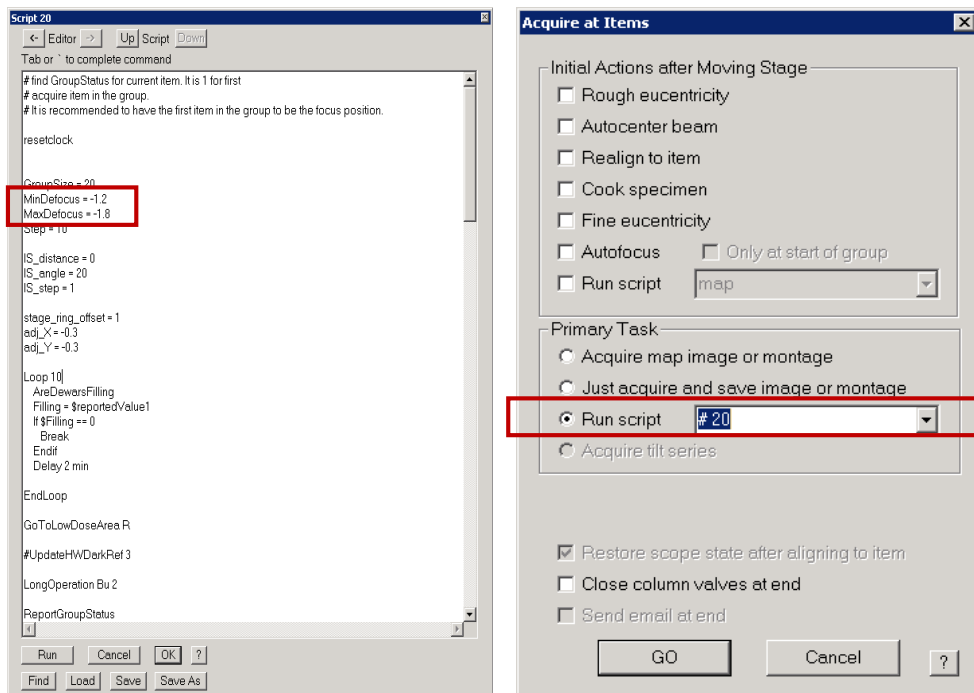 Script 20
<- Editor -> Up Script Down
Tab or ` to complete command
# find GroupStatus for current item. It is 1 for first
# acquire item in the group.
# It is recommended to have the first item in the group to be the focus position.
resetclock
GroupSize = 20
MinDefocus = -1.2
MaxDefocus = -1.8
Step = 10
IS_distance = 0
IS_angle = 20
IS_step = 1
stage_ring_offset = 1
adj_X = -0.3
adj_Y = -0.3
Loop 10
AreDewarsFilling
Filling = $reportedValue1
If $Filling == 0
Break
Endif
Delay 2 min
EndLoop
GoToLowDoseArea R
#UpdateHWDarkRef 3
LongOperation Bu 2
ReportGroupStatus
Run Cancel OK ?
Find Load Save Save As
Acquire at Items
Initial Actions after Moving Stage
Rough eucentricity
Autocenter beam
Realign to item
Cook specimen
Fine eucentricity
Autofocus Only at start of group
Run script map
Primary Task
Acquire map image or montage
Just acquire and save image or montage
Run script # 20
Acquire tilt series
Restore scope state after aligning to item
Close column valves at end
Send email at end
GO Cancel ?